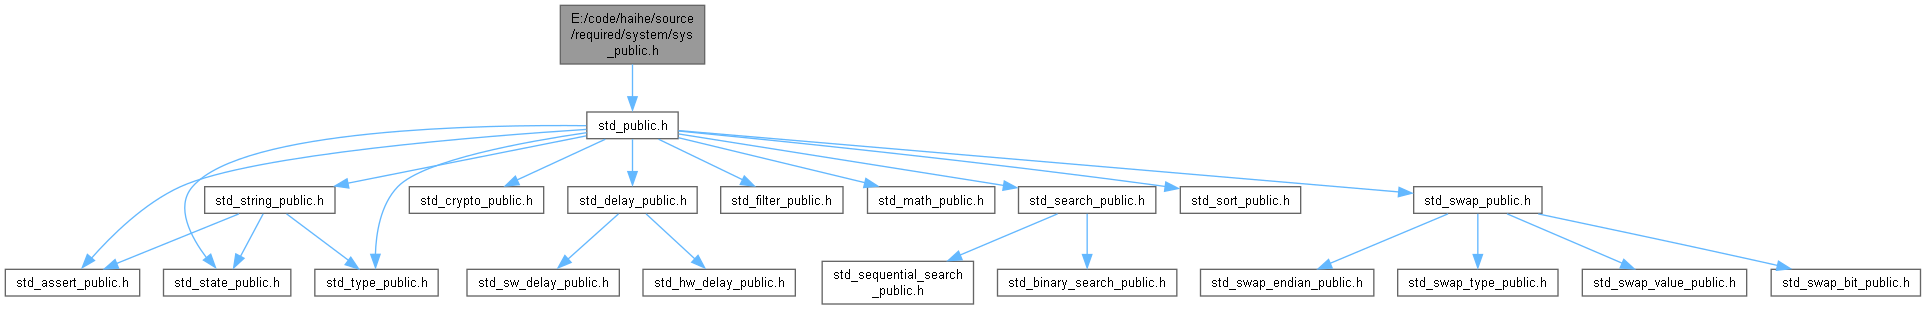 E:/code/haihe/source
/required/system/sys
_public.h
std_public.h
std_string_public.h
std_crypto_public.h
std_delay_public.h
std_filter_public.h
std_math_public.h
std_search_public.h
std_sort_public.h
std_swap_public.h
std_assert_public.h
std_state_public.h
std_type_public.h
std_sw_delay_public.h
std_hw_delay_public.h
std_sequential_search
_public.h
std_binary_search_public.h
std_swap_endian_public.h
std_swap_type_public.h
std_swap_value_public.h
std_swap_bit_public.h